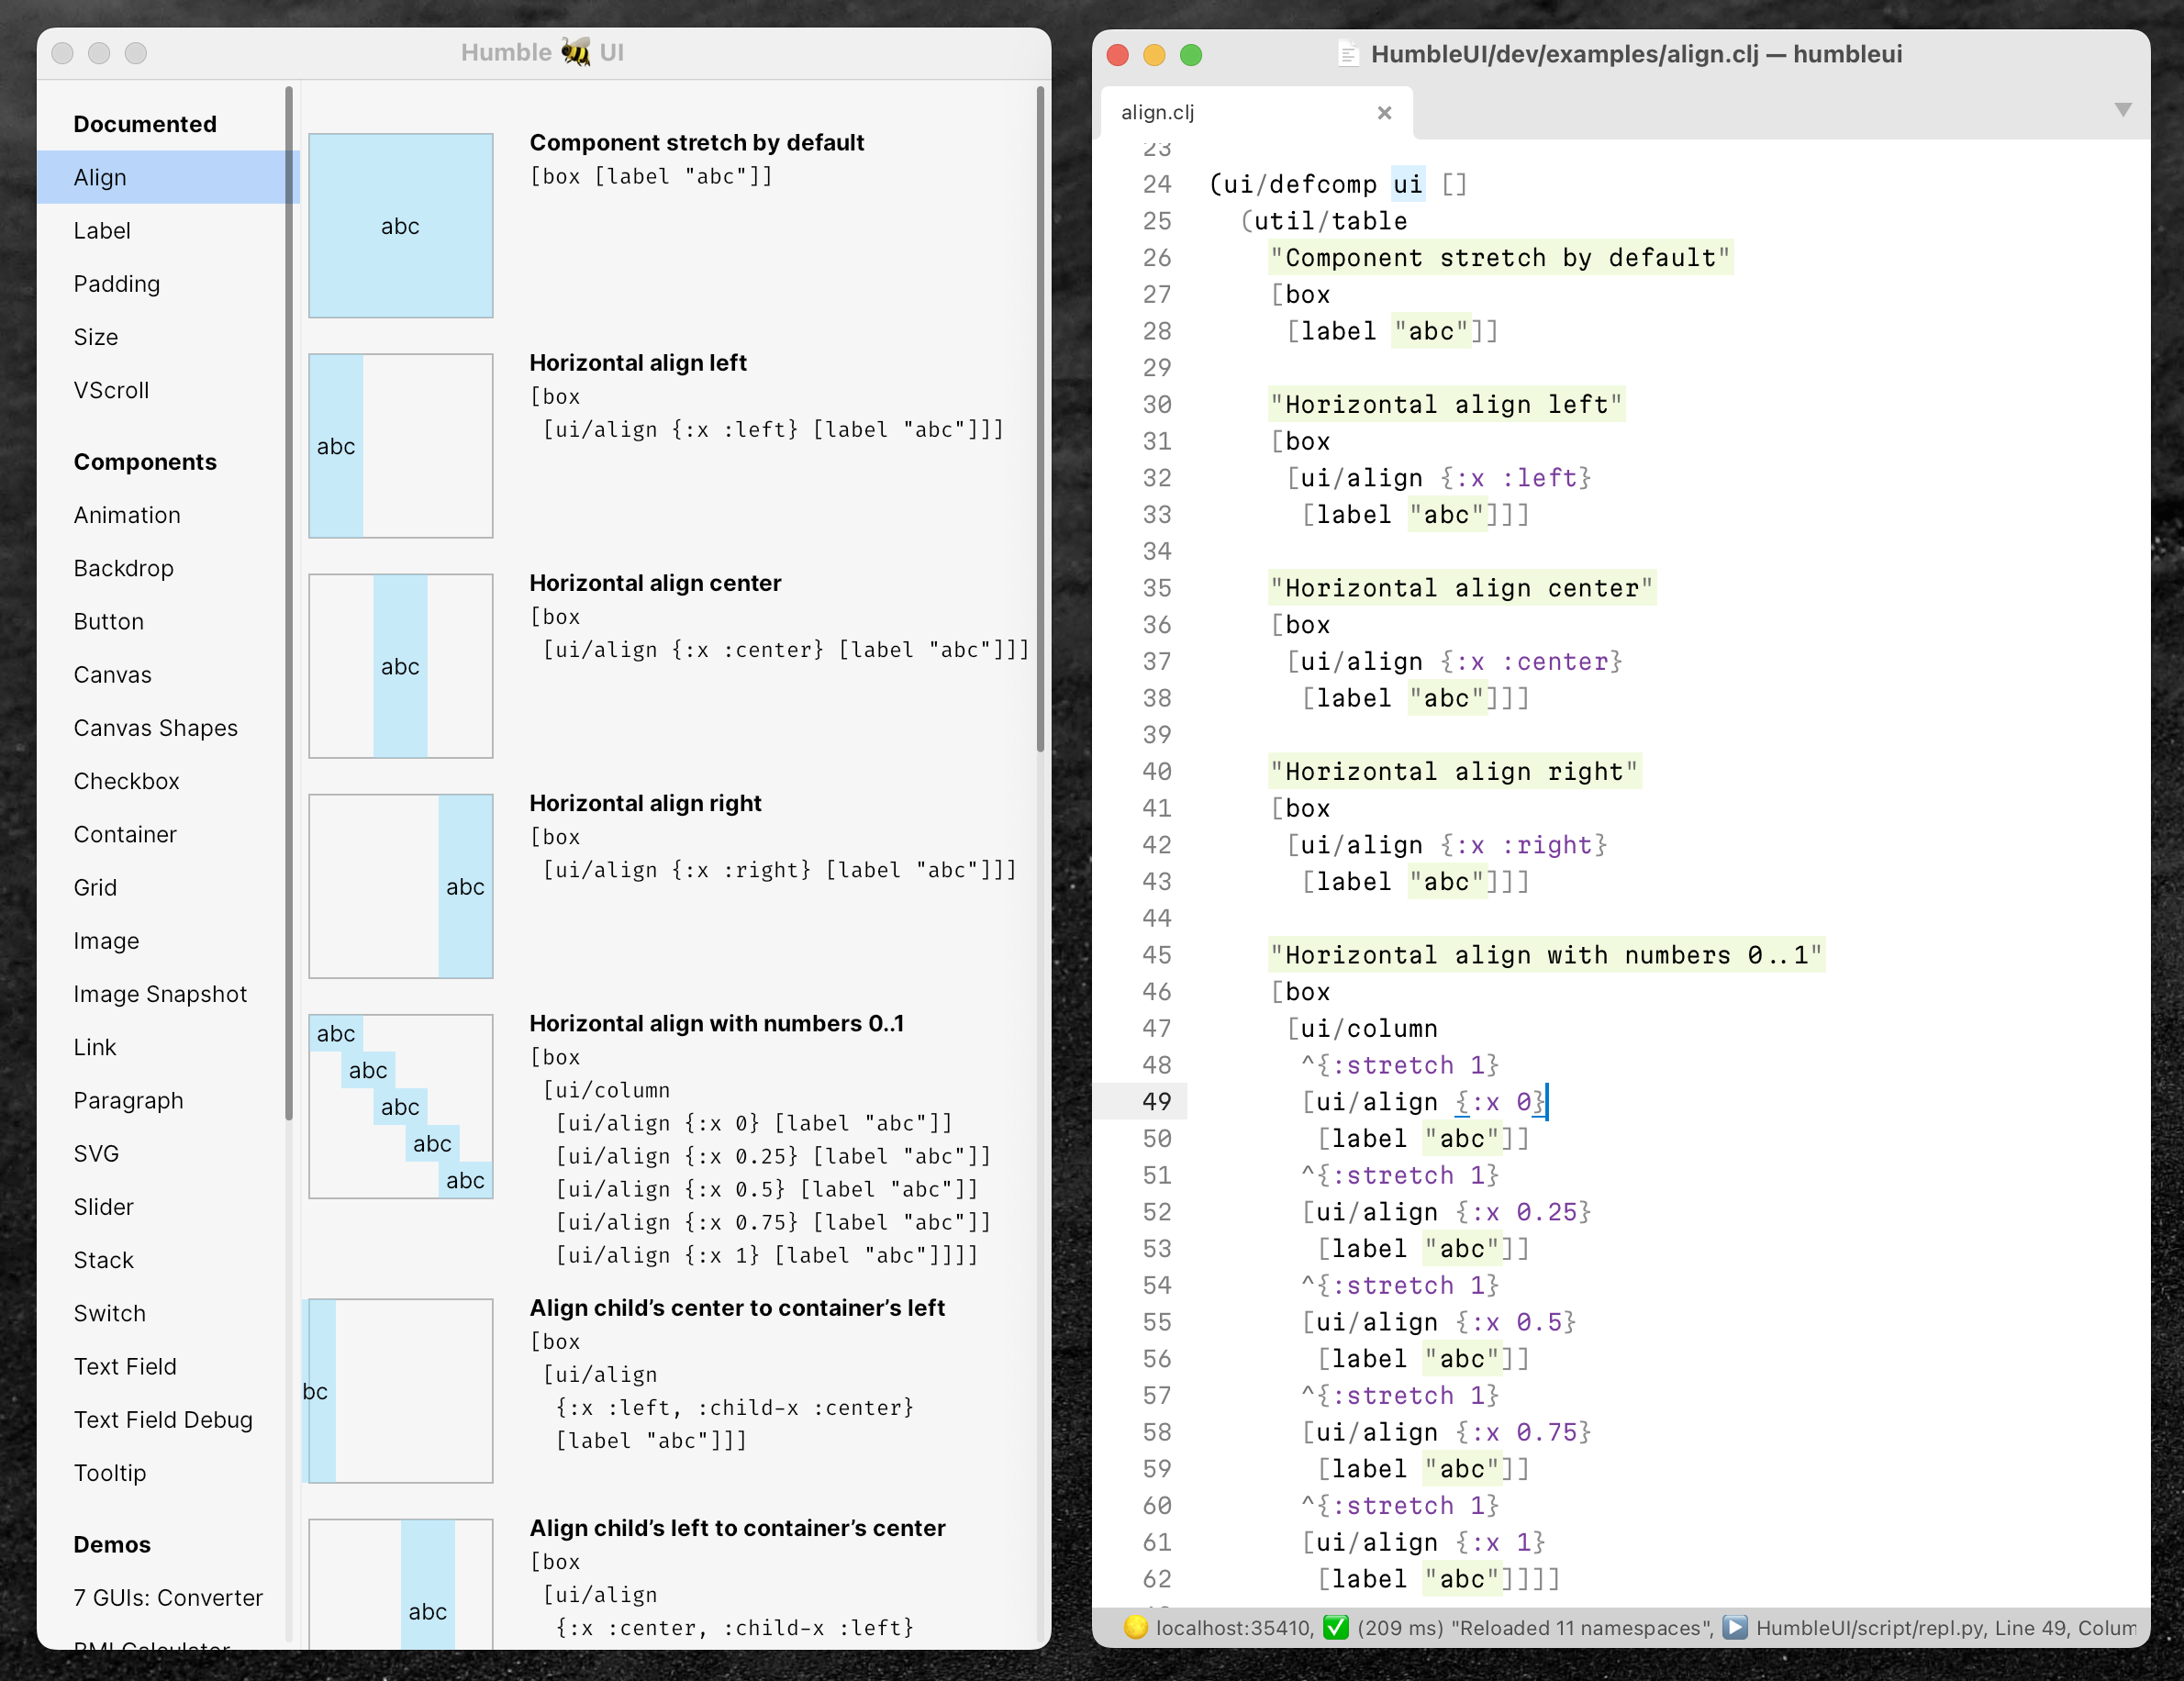 Humble 🐝 UI
Documented
Align
Label
Padding
Size
VScroll
Components
Animation
Backdrop
Button
Canvas
Canvas Shapes
Checkbox
Container
Grid
Image
Image Snapshot
Link
Paragraph
SVG
Slider
Stack
Switch
Text Field
Text Field Debug
Tooltip
Demos
7 GUIs: Converter
BMI Calculator
abc
Component stretch by default
[box [label "abc"]]
abc
Horizontal align left
[box
 [ui/align {:x :left} [label "abc"]]]
abc
Horizontal align center
[box
 [ui/align {:x :center} [label "abc"]]]
abc
Horizontal align right
[box
 [ui/align {:x :right} [label "abc"]]]
abc
abc
abc
abc
abc
abc
Horizontal align with numbers 0..1
[box
 [ui/column
  [ui/align {:x 0} [label "abc"]]
  [ui/align {:x 0.25} [label "abc"]]
  [ui/align {:x 0.5} [label "abc"]]
  [ui/align {:x 0.75} [label "abc"]]
  [ui/align {:x 1} [label "abc"]]]]
bc
Align child’s center to container’s left
[box
 [ui/align
  {:x :left, :child-x :center}
  [label "abc"]]]
abc
Align child’s left to container’s center
[box
 [ui/align
  {:x :center, :child-x :left}
HumbleUI/dev/examples/align.clj — humbleui
align.clj ×
23
24 (ui/defcomp ui []
25   (util/table
26     "Component stretch by default"
27     [box
28      [label "abc"]]
29
30     "Horizontal align left"
31     [box
32      [ui/align {:x :left}
33       [label "abc"]]]
34
35     "Horizontal align center"
36     [box
37      [ui/align {:x :center}
38       [label "abc"]]]
39
40     "Horizontal align right"
41     [box
42      [ui/align {:x :right}
43       [label "abc"]]]
44
45     "Horizontal align with numbers 0..1"
46     [box
47      [ui/column
48       ^{:stretch 1}
49       [ui/align {:x 0}
50        [label "abc"]]
51       ^{:stretch 1}
52       [ui/align {:x 0.25}
53        [label "abc"]]
54       ^{:stretch 1}
55       [ui/align {:x 0.5}
56        [label "abc"]]
57       ^{:stretch 1}
58       [ui/align {:x 0.75}
59        [label "abc"]]
60       ^{:stretch 1}
61       [ui/align {:x 1}
62        [label "abc"]]]]
localhost:35410, ✅ (209 ms) "Reloaded 11 namespaces", ▶️ HumbleUI/script/repl.py, Line 49, Colum